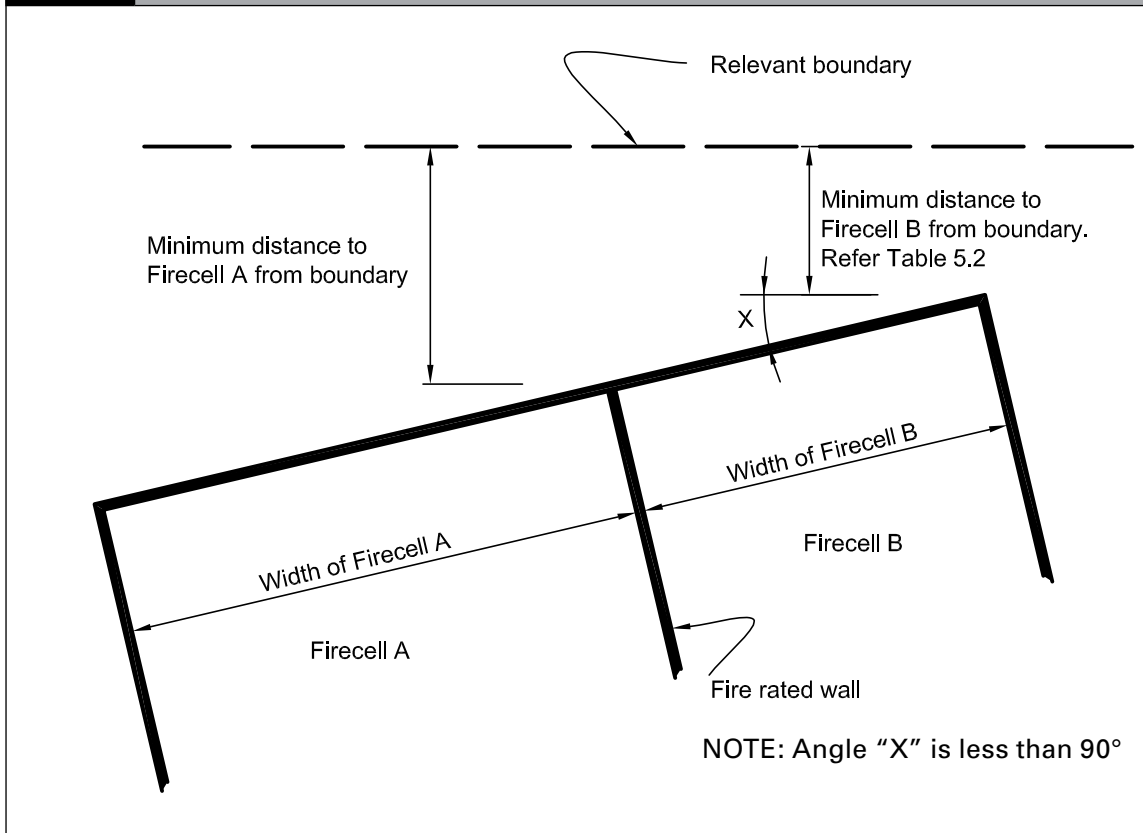 Relevant boundary
Minimum distance to
Firecell A from boundary
Minimum distance to
Firecell B from boundary.
Refer Table 5.2
X
Width of Firecell B
Width of Firecell A
Firecell B
Firecell A
Fire rated wall
NOTE: Angle “X” is less than 90°